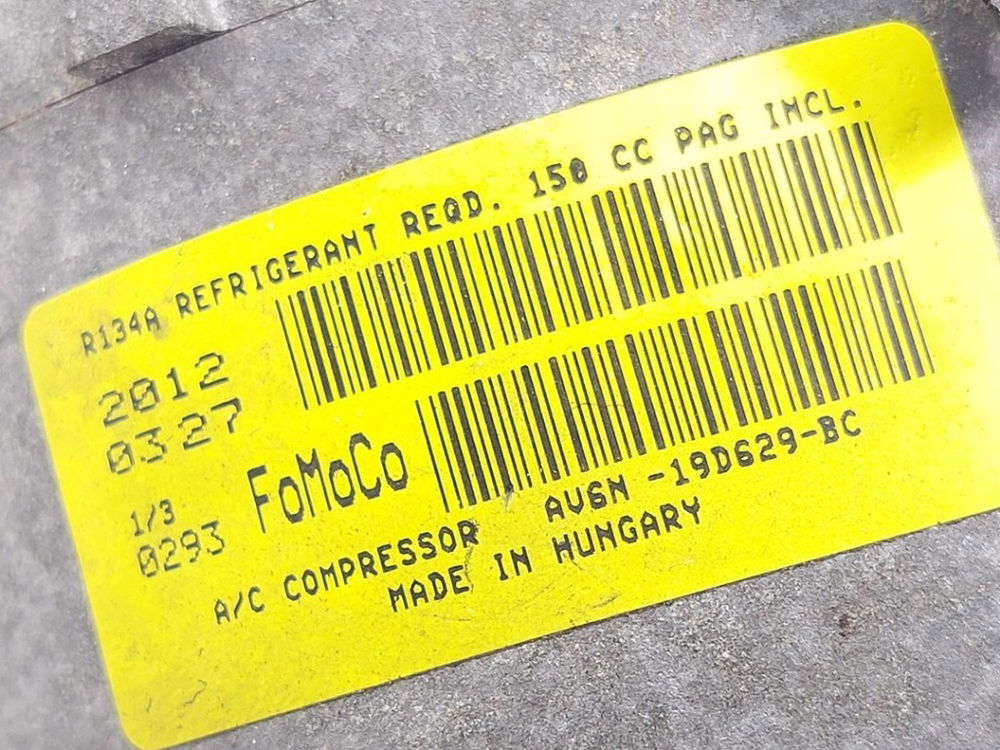 R134A REFRIGERANT REQD. 150 CC PAG INCL.
2012
0327
1/3
0293
FoMoCo
A/C COMPRESSOR AV6N-19D629-BC
MADE IN HUNGARY